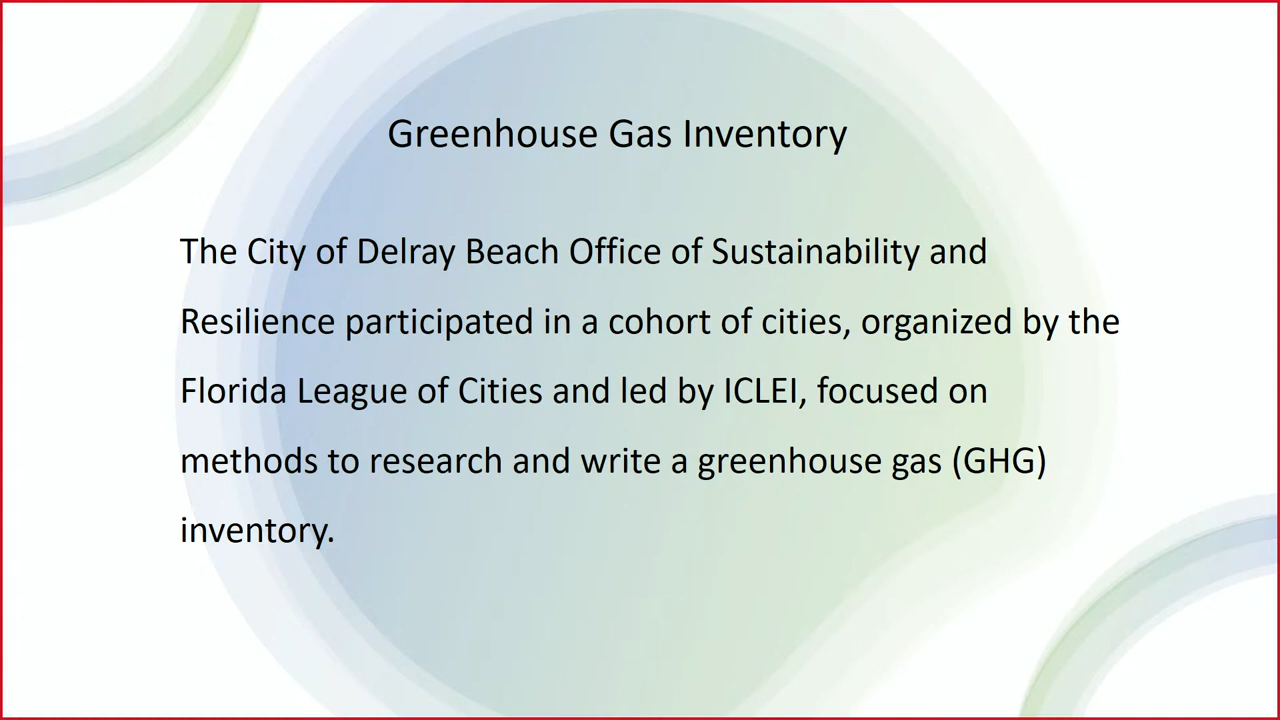 Greenhouse Gas Inventory
The City of Delray Beach Office of Sustainability and
Resilience participated in a cohort of cities, organized by the
Florida League of Cities and led by ICLEI, focused on
methods to research and write a greenhouse gas (GHG)
inventory.